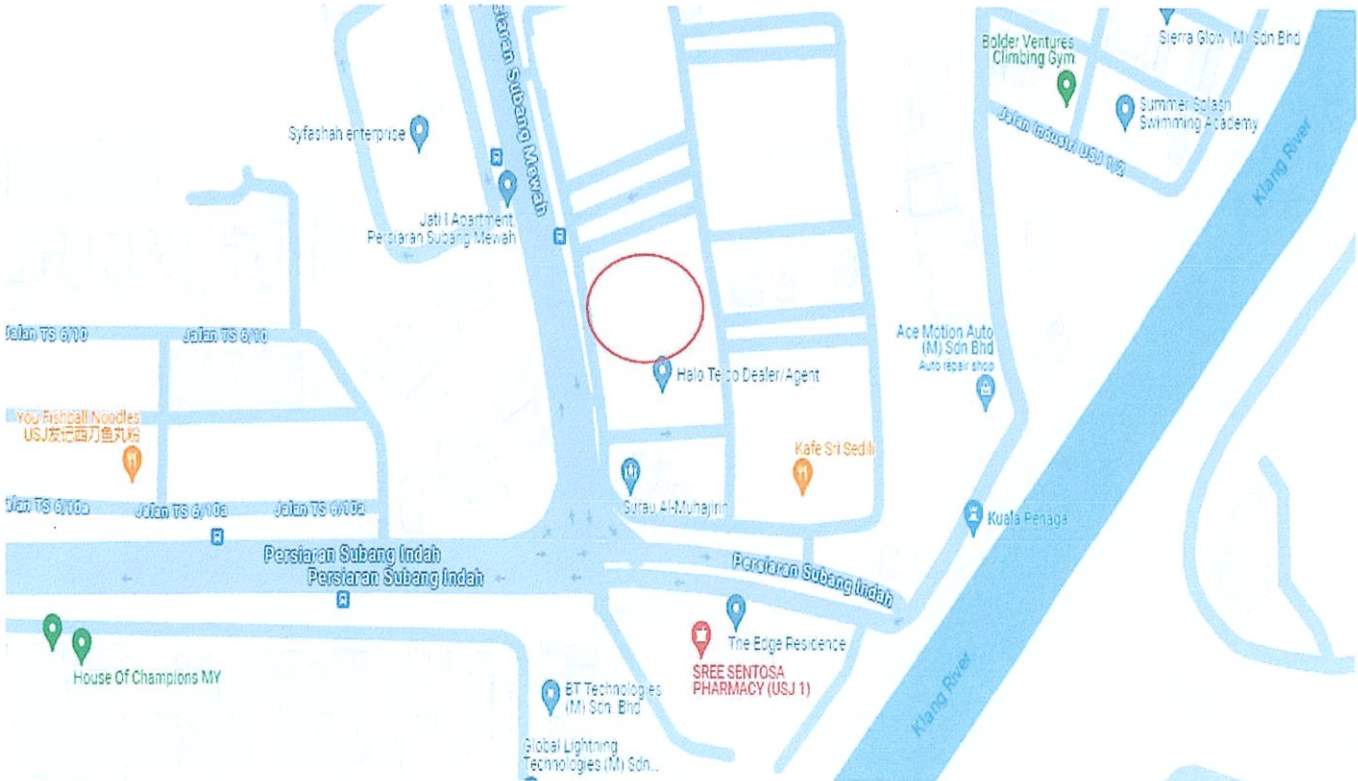 Persiaran Subang Mewah
Syfashah enterprise
Jati 1 Apartment,
Persiaran Subang Mewah
Bolder Ventures
Climbing Gym
Sierra Glow (M) Sdn Bhd
Summer Splash
Swimming Academy
Jalan Industri USJ 1/2
Klang River
Jalan TS 6/10
Jalan TS 6/10
Halo Telco Dealer/Agent
Ace Motion Auto
(M) Sdn Bhd
Auto repair shop
You Fishball Noodles
USJ友记西刀鱼丸粉
Kafe Sri Sedili
Jalan TS 6/10a
Jalan TS 6/10a
Jalan TS 6/10a
Surau Al-Muhajirin
Kuala Penaga
Persiaran Subang Indah
Persiaran Subang Indah
Persiaran Subang Indah
The Edge Residence
SREE SENTOSA
PHARMACY (USJ 1)
House Of Champions MY
BT Technologies
(M) Sdn. Bhd
Klang River
Global Lightning
Technologies (M) Sdn...